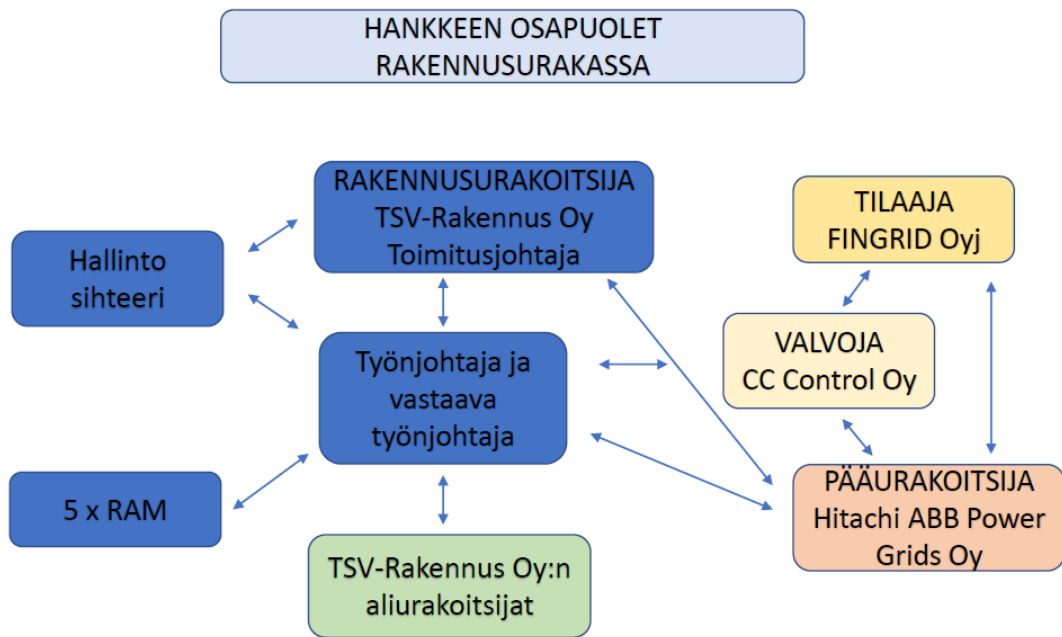 HANKKEEN OSAPUOLET
RAKENNUSURAKASSA
RAKENNUSURAKOITSIJA
TSV-Rakennus Oy
Toimitusjohtaja
TILAAJA
FINGRID Oyj
Hallinto
sihteeri
VALVOJA
CC Control Oy
Työnjohtaja ja
vastaava
työnjohtaja
5 x RAM
PÄÄURAKOITSIJA
Hitachi ABB Power
Grids Oy
TSV-Rakennus Oy:n
aliurakoitsijat